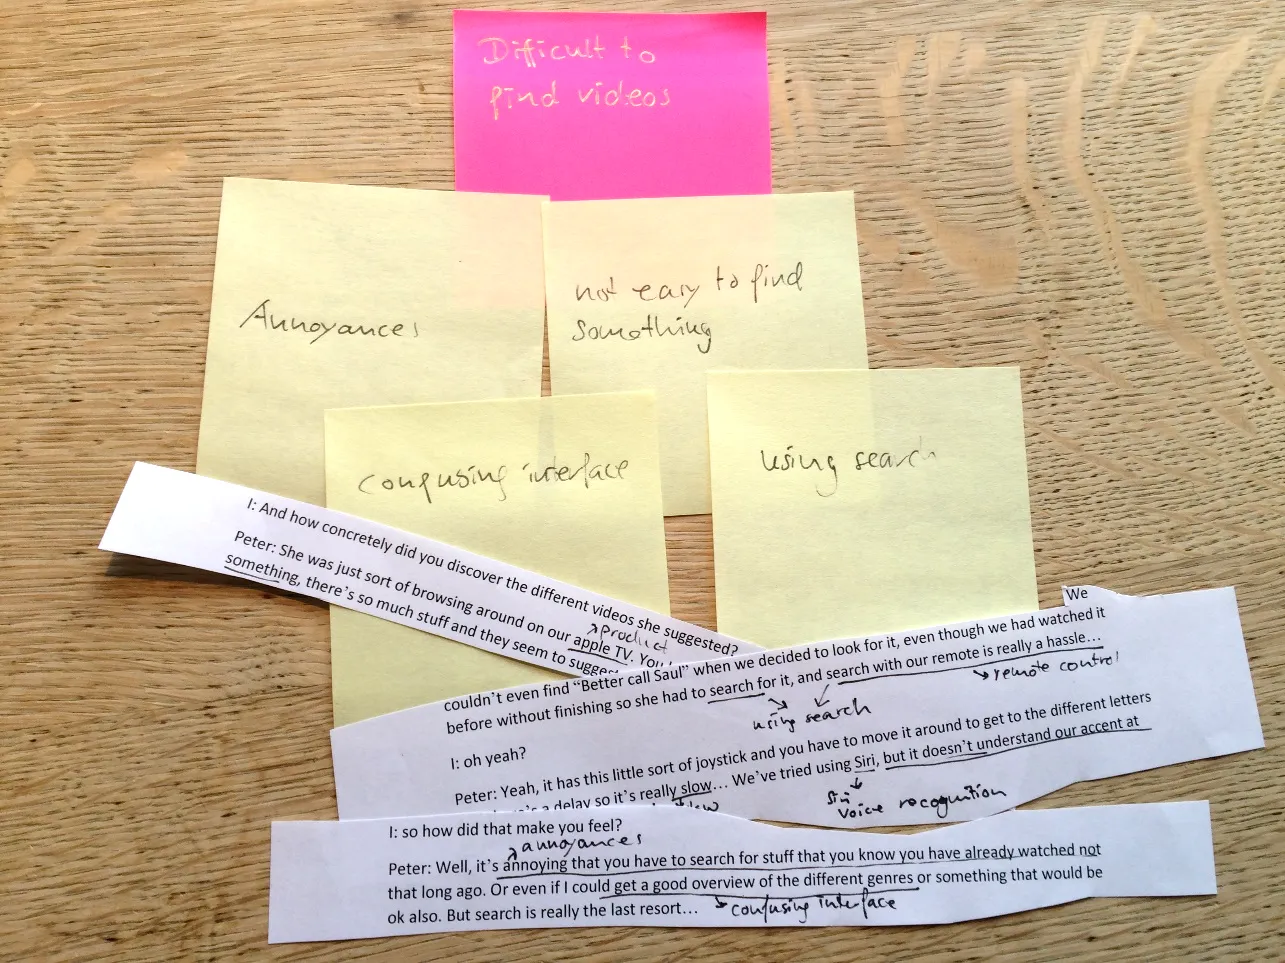 Difficult to
find videos
Annoyances
not easy to find
something
confusing interface
using search
I: And how concretely did you discover the different videos she suggested?
product
Peter: She was just sort of browsing around on our apple TV. You
something, there's so much stuff and they seem to
We
couldn't even find "Better call Saul" when we decided to look for it, even though we had watched it
before without finishing so she had to search for it, and search with our remote is really a hassle...
remote control
using search
I: oh yeah?
Peter: Yeah, it has this little sort of joystick and you have to move it around to get to the different letters
a delay so it's really slow... We've tried using Siri, but it doesn't understand our accent at
Siri
voice recognition
I: so how did that make you feel?
annoyances
Peter: Well, it's annoying that you have to search for stuff that you know you have already watched not
that long ago. Or even if I could get a good overview of the different genres or something that would be
ok also. But search is really the last resort...
confusing interface